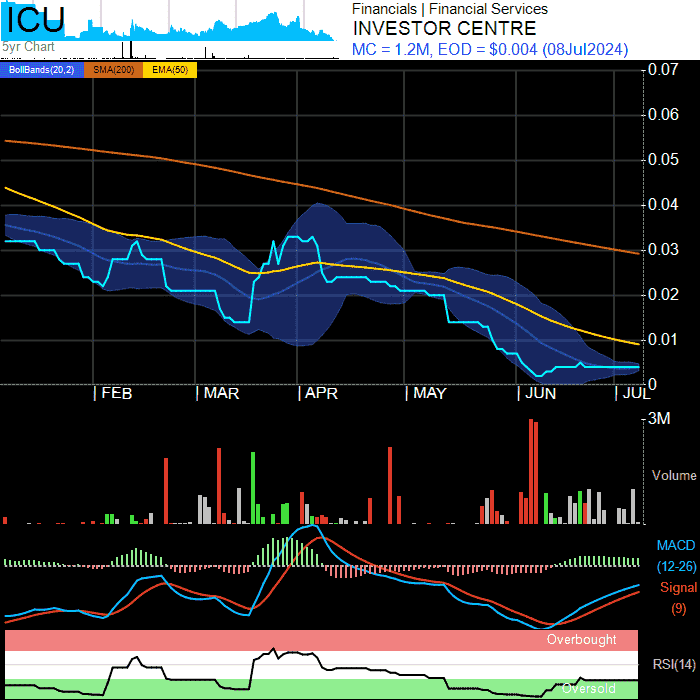 ICU
5yr Chart
Financials | Financial Services
INVESTOR CENTRE
MC = 1.2M, EOD = $0.004 (08Jul2024)
BollBands(20,2) SMA(200) EMA(50)
0.07
0.06
0.05
0.04
0.03
0.02
0.01
0
| FEB | MAR | APR | MAY | JUN | JUL
3M
Volume
MACD
(12-26)
Signal
(9)
Overbought
RSI(14)
Oversold